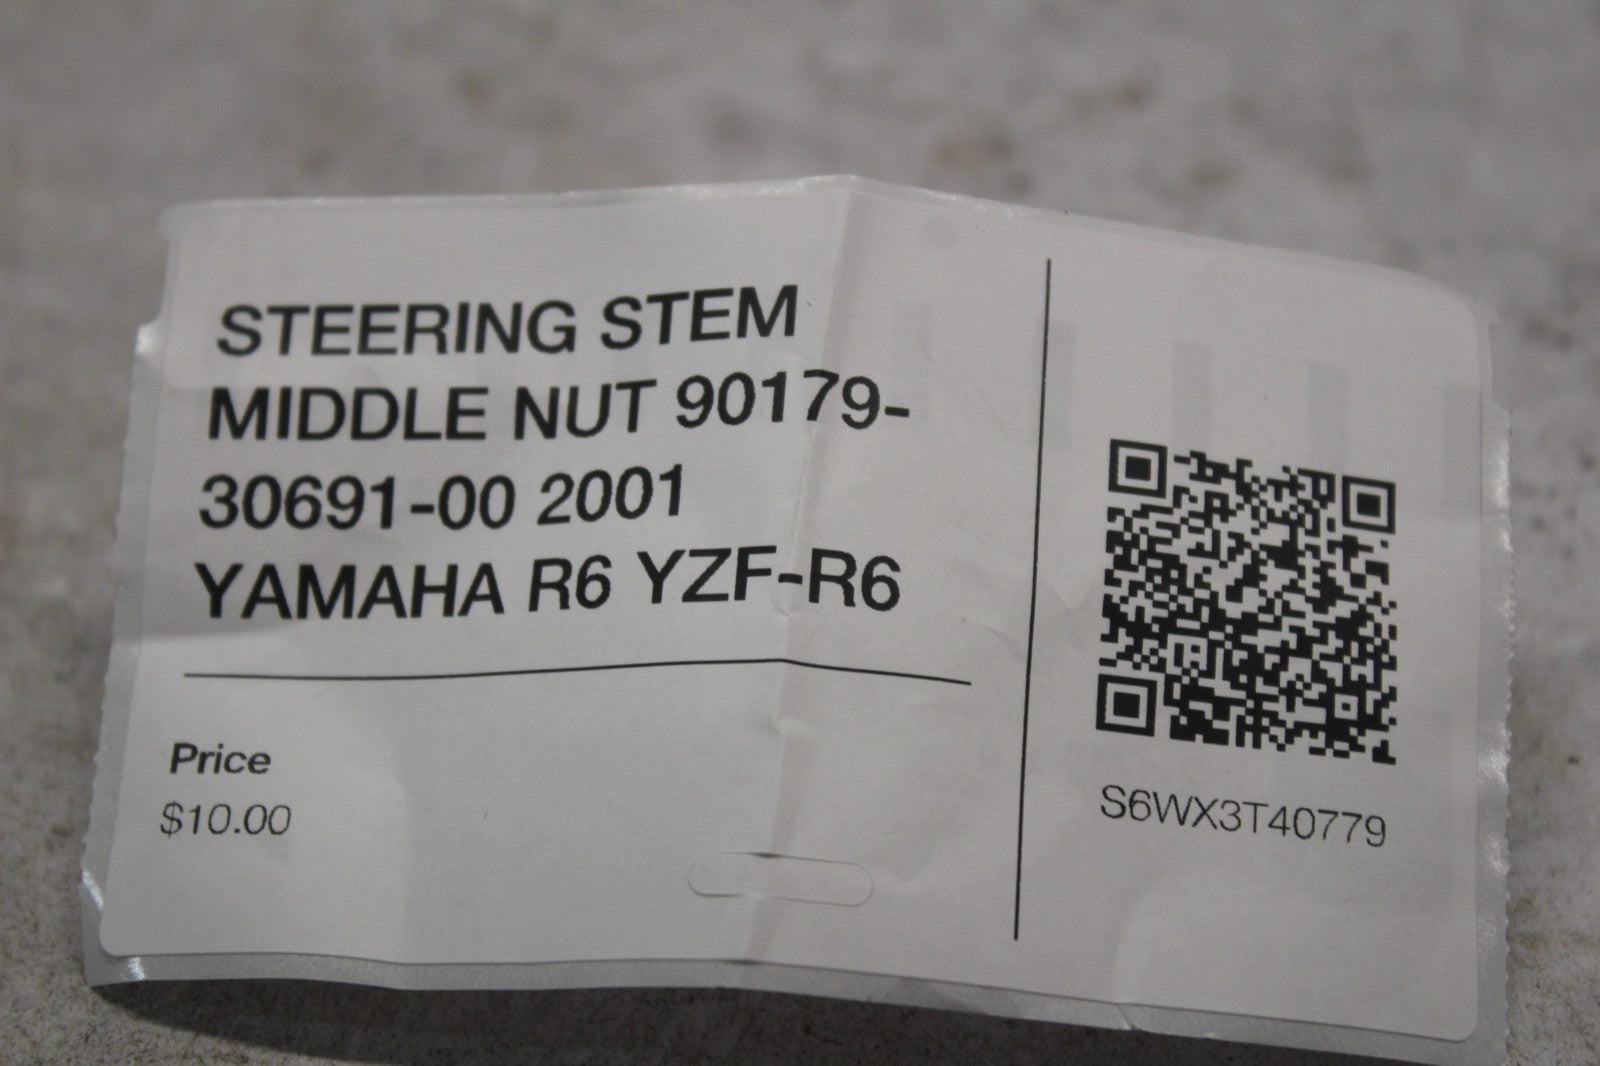 STEERING STEM
MIDDLE NUT 90179-
30691-00 2001
YAMAHA R6 YZF-R6
Price
$10.00
S6WX3T40779